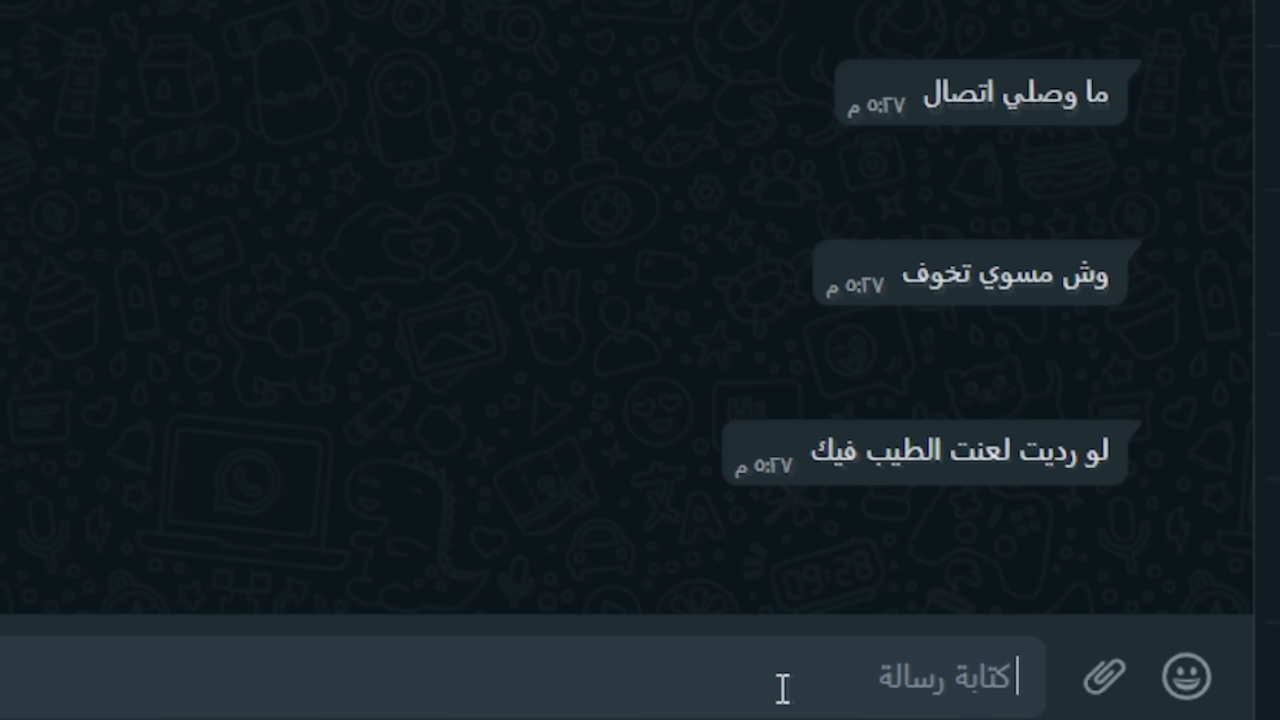 ما وصلي اتصال
٥:٢٧ م
وش مسوي تخوف
٥:٢٧ م
لو رديت لعنت الطيب فيك
٥:٢٧ م
كتابة رسالة